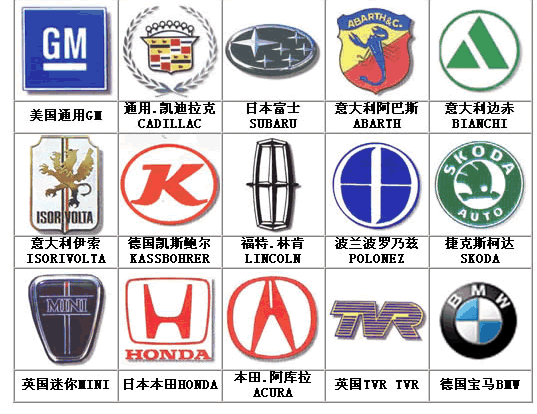 GM
ABARTH&C.
美国通用GM
通用.凯迪拉克
CADILLAC
日本富士
SUBARU
意大利阿巴斯
ABARTH
意大利边赤
BIANCHI
ISORIVOLTA
K
SKODA
AUTO
意大利伊索
ISORIVOLTA
德国凯斯鲍尔
KASSBOHRER
福特.林肯
LINCOLN
波兰波罗乃兹
POLONEZ
捷克斯柯达
SKODA
MINI
HONDA
TVR
BMW
英国迷你MINI
日本本田HONDA
本田.阿库拉
ACURA
英国TVR TVR
德国宝马BMW